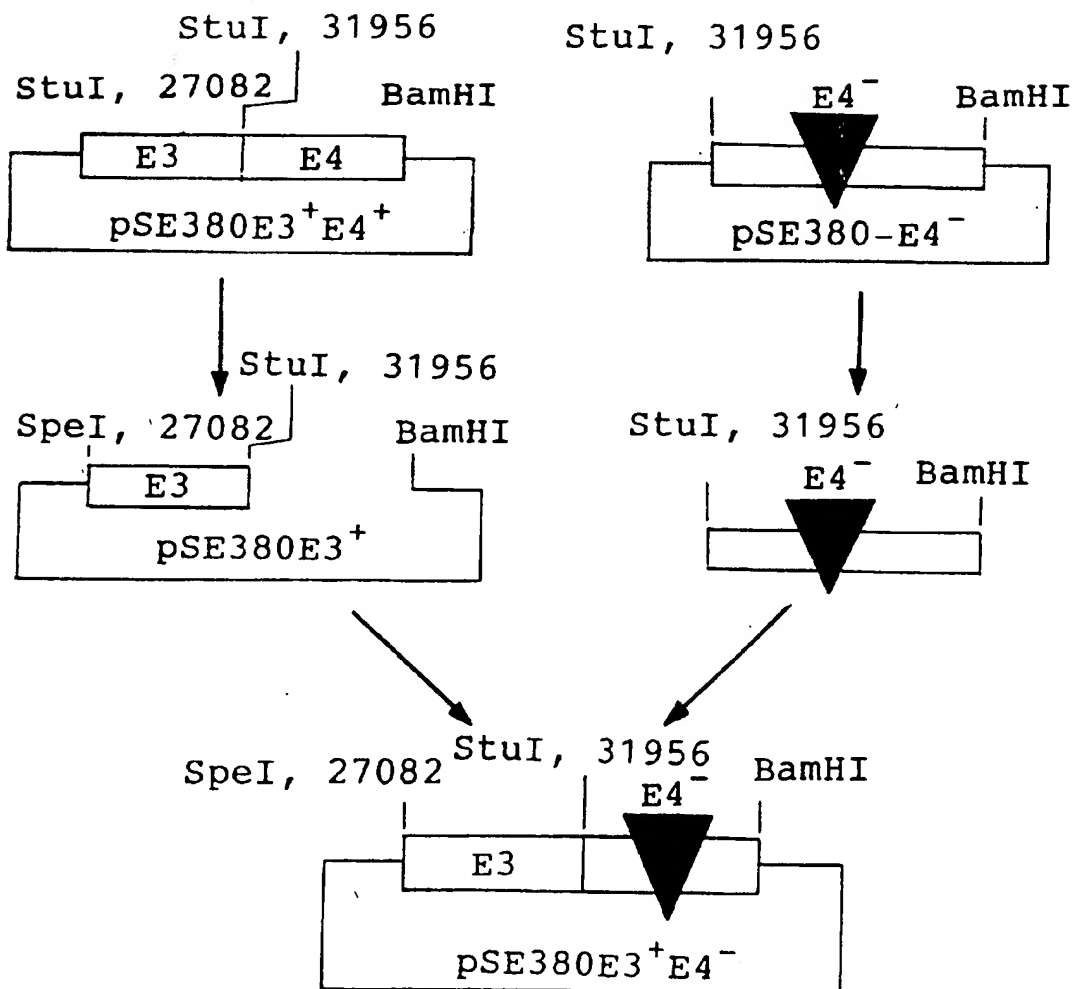 StuI, 31956
StuI, 27082
BamHI
E3
E4
pSE380E3⁺E4⁺
StuI, 31956
E4⁻
BamHI
pSE380-E4⁻
StuI, 31956
SpeI, 27082
BamHI
E3
pSE380E3⁺
StuI, 31956
E4⁻
BamHI
StuI, 31956
SpeI, 27082
E4⁻
BamHI
E3
pSE380E3⁺E4⁻